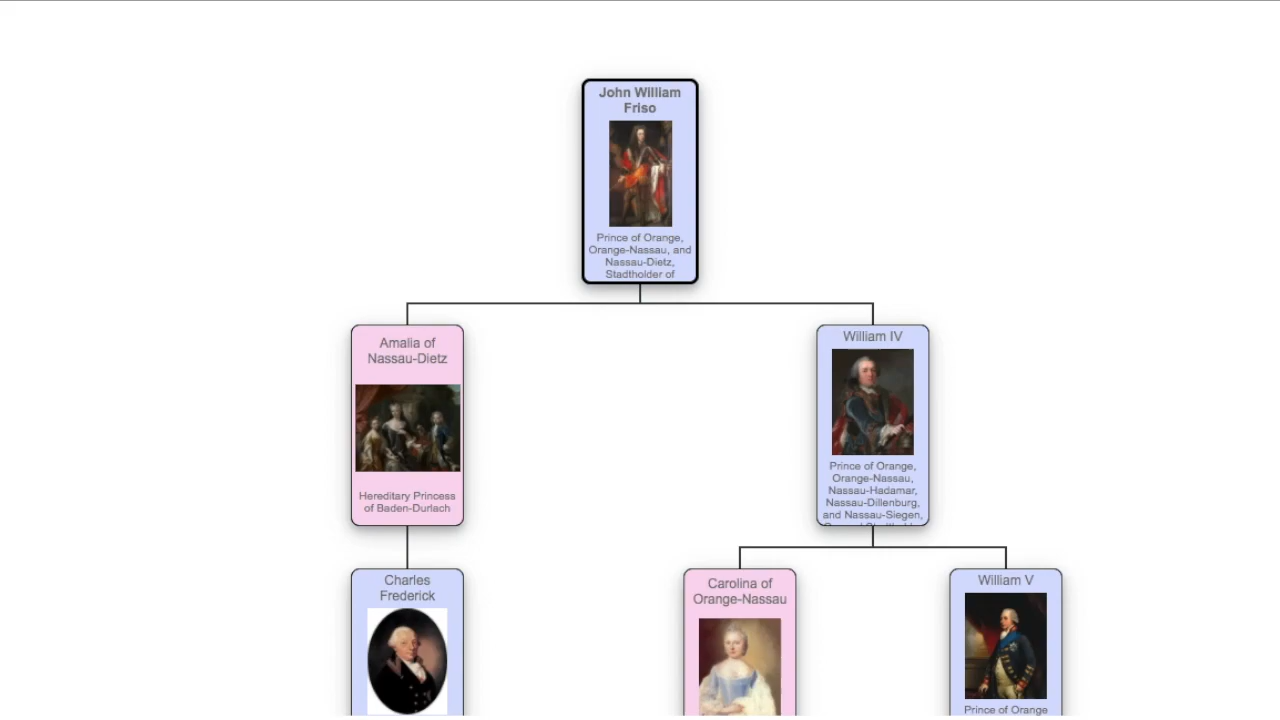 John William
Friso
Prince of Orange,
Orange-Nassau, and
Nassau-Dietz,
Stadtholder of
Amalia of
Nassau-Dietz
Hereditary Princess
of Baden-Durlach
William IV
Prince of Orange,
Orange-Nassau,
Nassau-Hadamar,
Nassau-Dillenburg,
and Nassau-Siegen,
Charles
Frederick
Carolina of
Orange-Nassau
William V
Prince of Orange